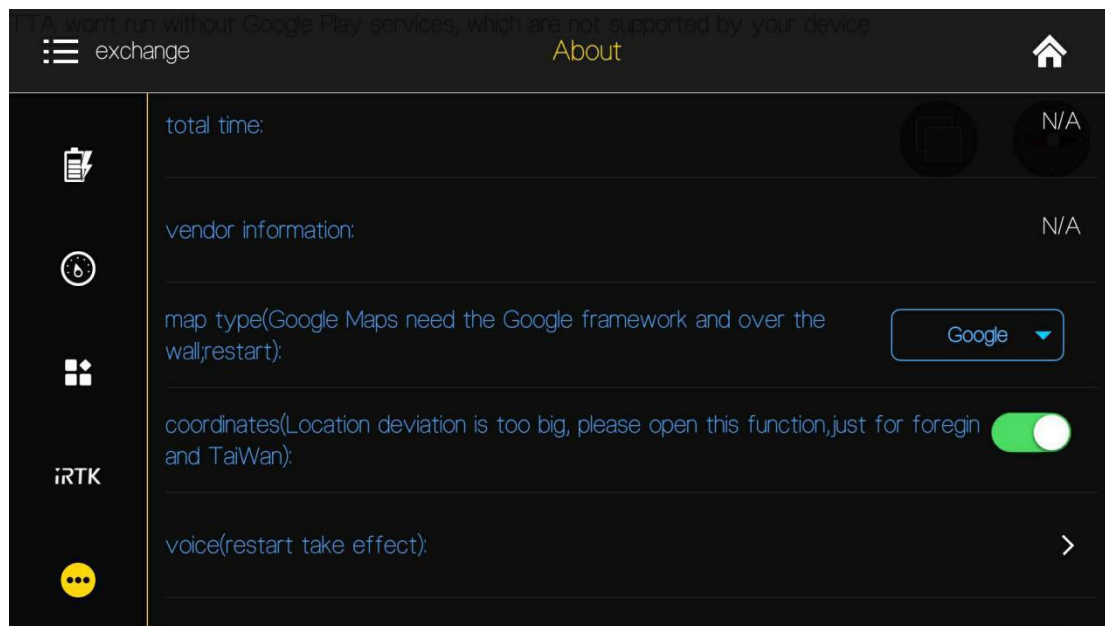 TTA won't run without Google Play services, which are not supported by your device.
exchange
About
total time:
N/A
vendor information:
N/A
map type(Google Maps need the Google framework and over the
wall;restart):
Google
coordinates(Location deviation is too big, please open this function,just for foregin
and TaiWan):
iRTK
voice(restart take effect):